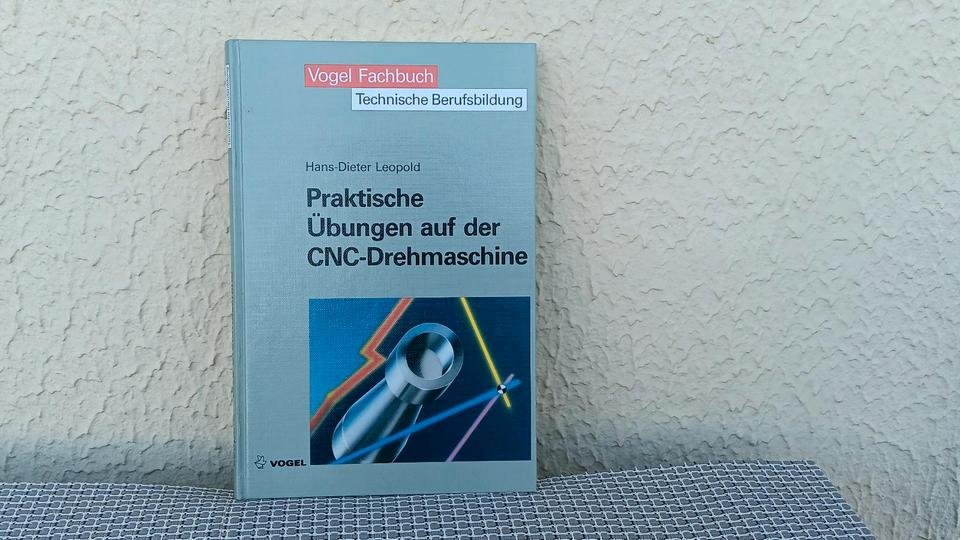 Vogel Fachbuch
Technische Berufsbildung
Hans-Dieter Leopold
Praktische
Übungen auf der
CNC-Drehmaschine
VOGEL